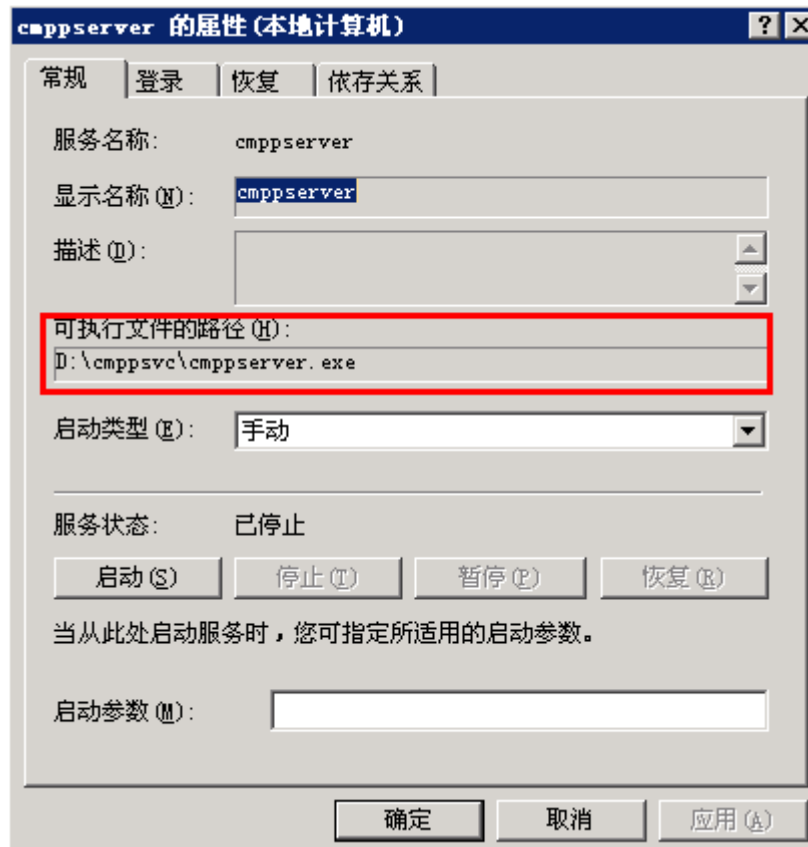 cmppserver 的属性(本地计算机)
常规 登录 恢复 依存关系
服务名称: cmppserver
显示名称(N): cmppserver
描述(D):
可执行文件的路径(H):
D:\cmppsvc\cmppserver.exe
启动类型(E): 手动
服务状态: 已停止
启动(S) 停止(T) 暂停(P) 恢复(R)
当从此处启动服务时，您可指定所适用的启动参数。
启动参数(M):
确定 取消 应用(A)